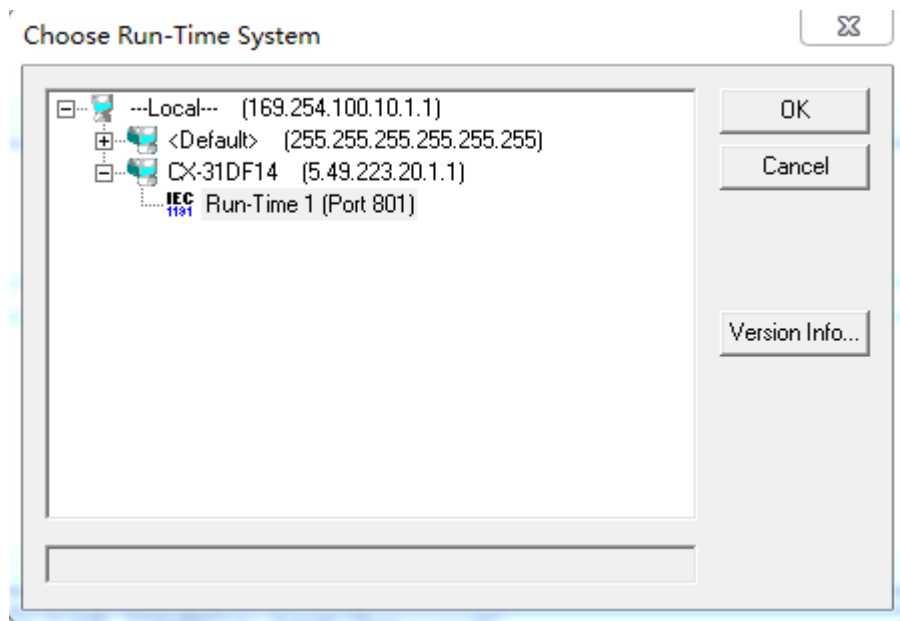 Choose Run-Time System
---Local--- (169.254.100.10.1.1)
OK
<Default> (255.255.255.255.255.255)
Cancel
CX-31DF14 (5.49.223.20.1.1)
IEC 1131 Run-Time 1 (Port 801)
Version Info...